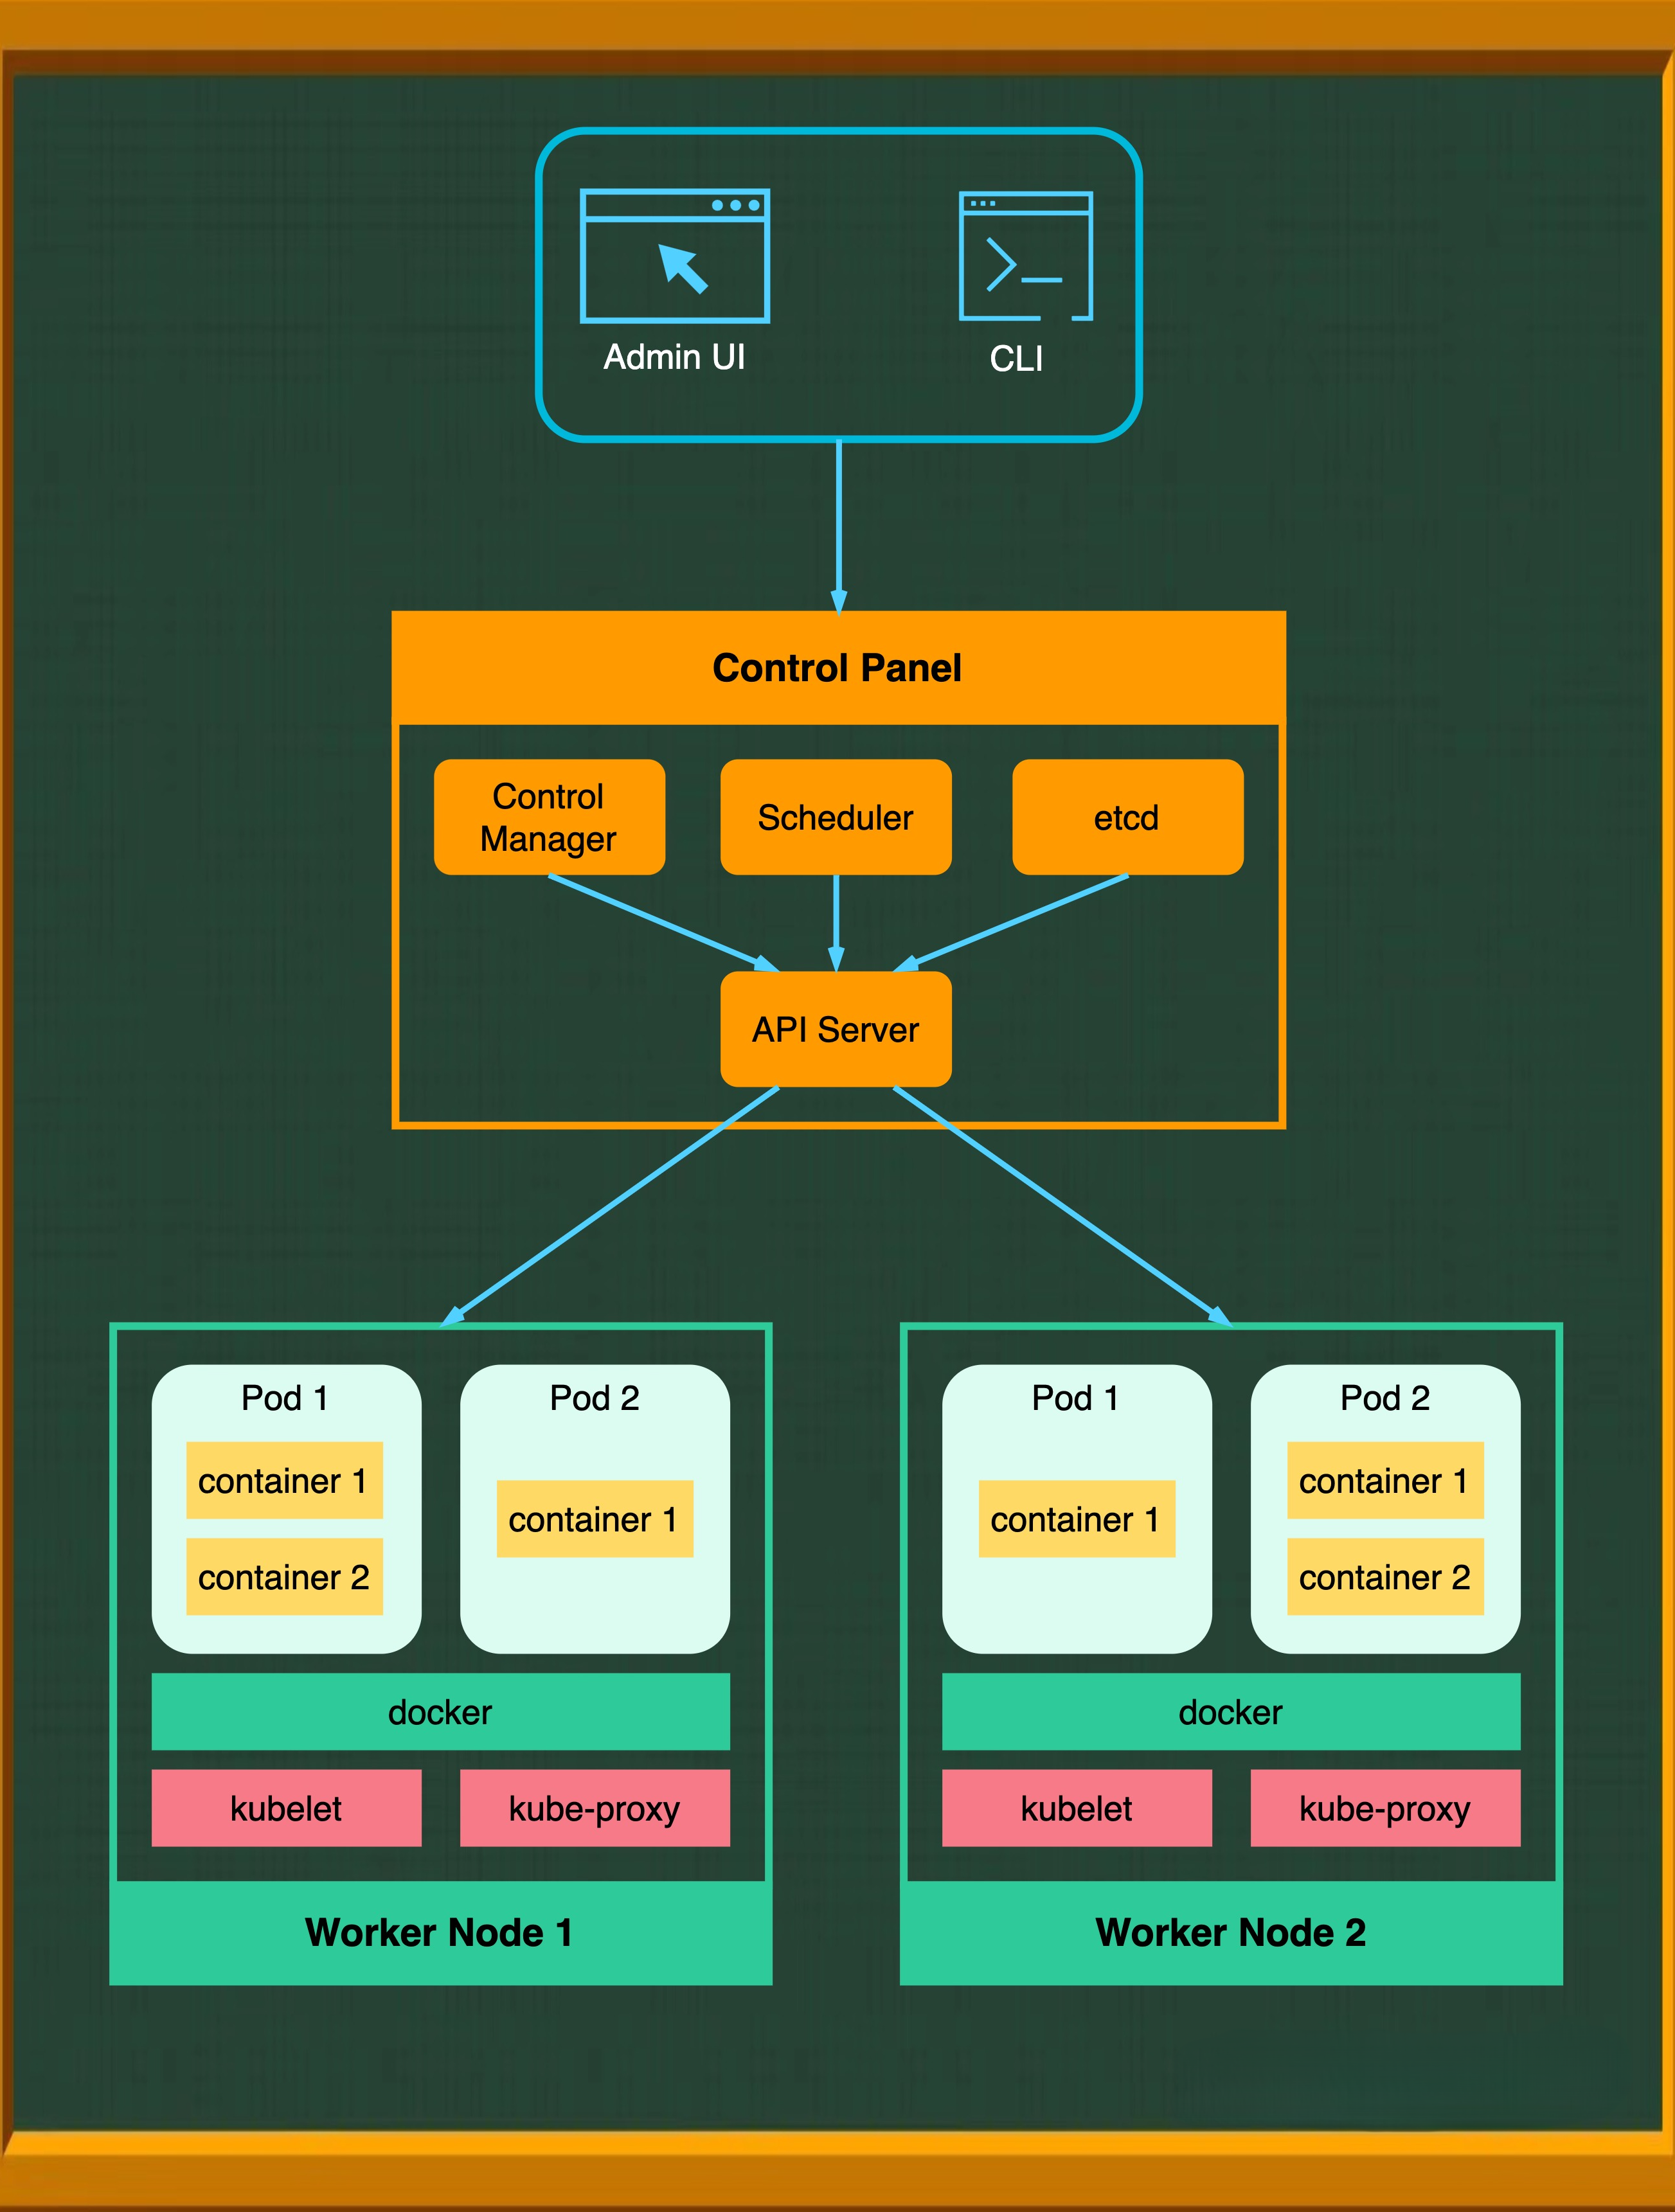 Admin UI
CLI
Control Panel
Control
Manager
Scheduler
etcd
API Server
Pod 1
container 1
container 2
Pod 2
container 1
docker
kubelet
kube-proxy
Worker Node 1
Pod 1
container 1
Pod 2
container 1
container 2
docker
kubelet
kube-proxy
Worker Node 2